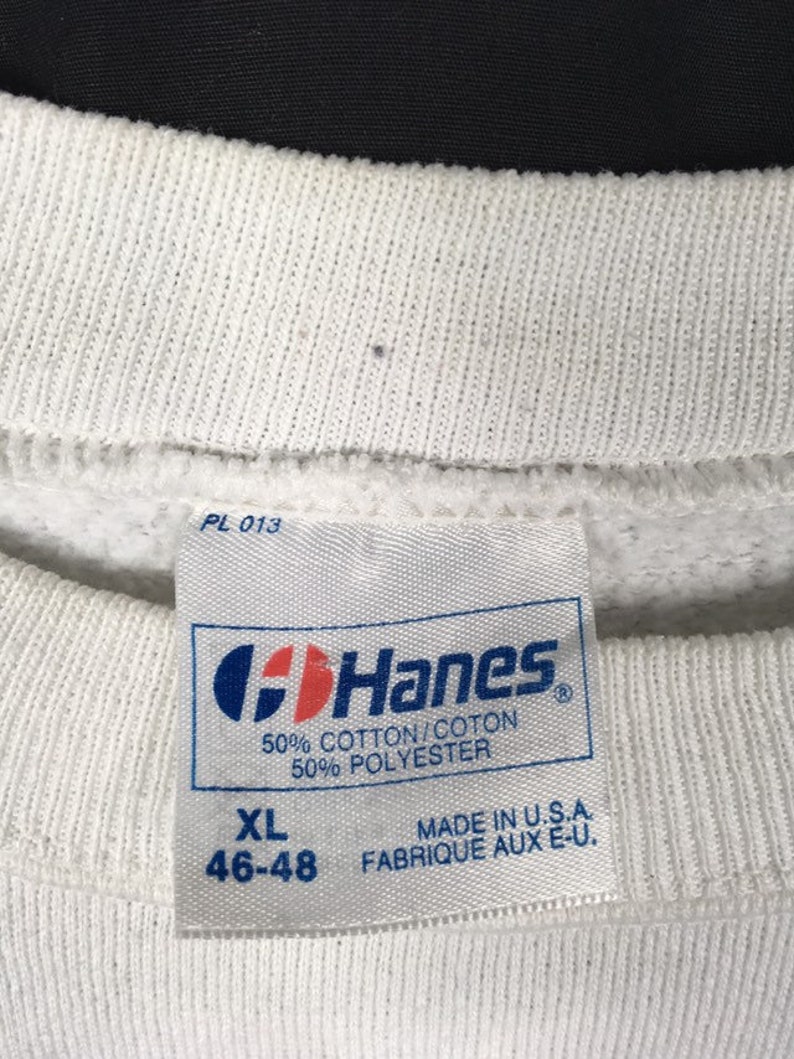 PL 013
Hanes®
50% COTTON/COTON
50% POLYESTER
XL
46-48
MADE IN U.S.A.
FABRIQUE AUX E-U.